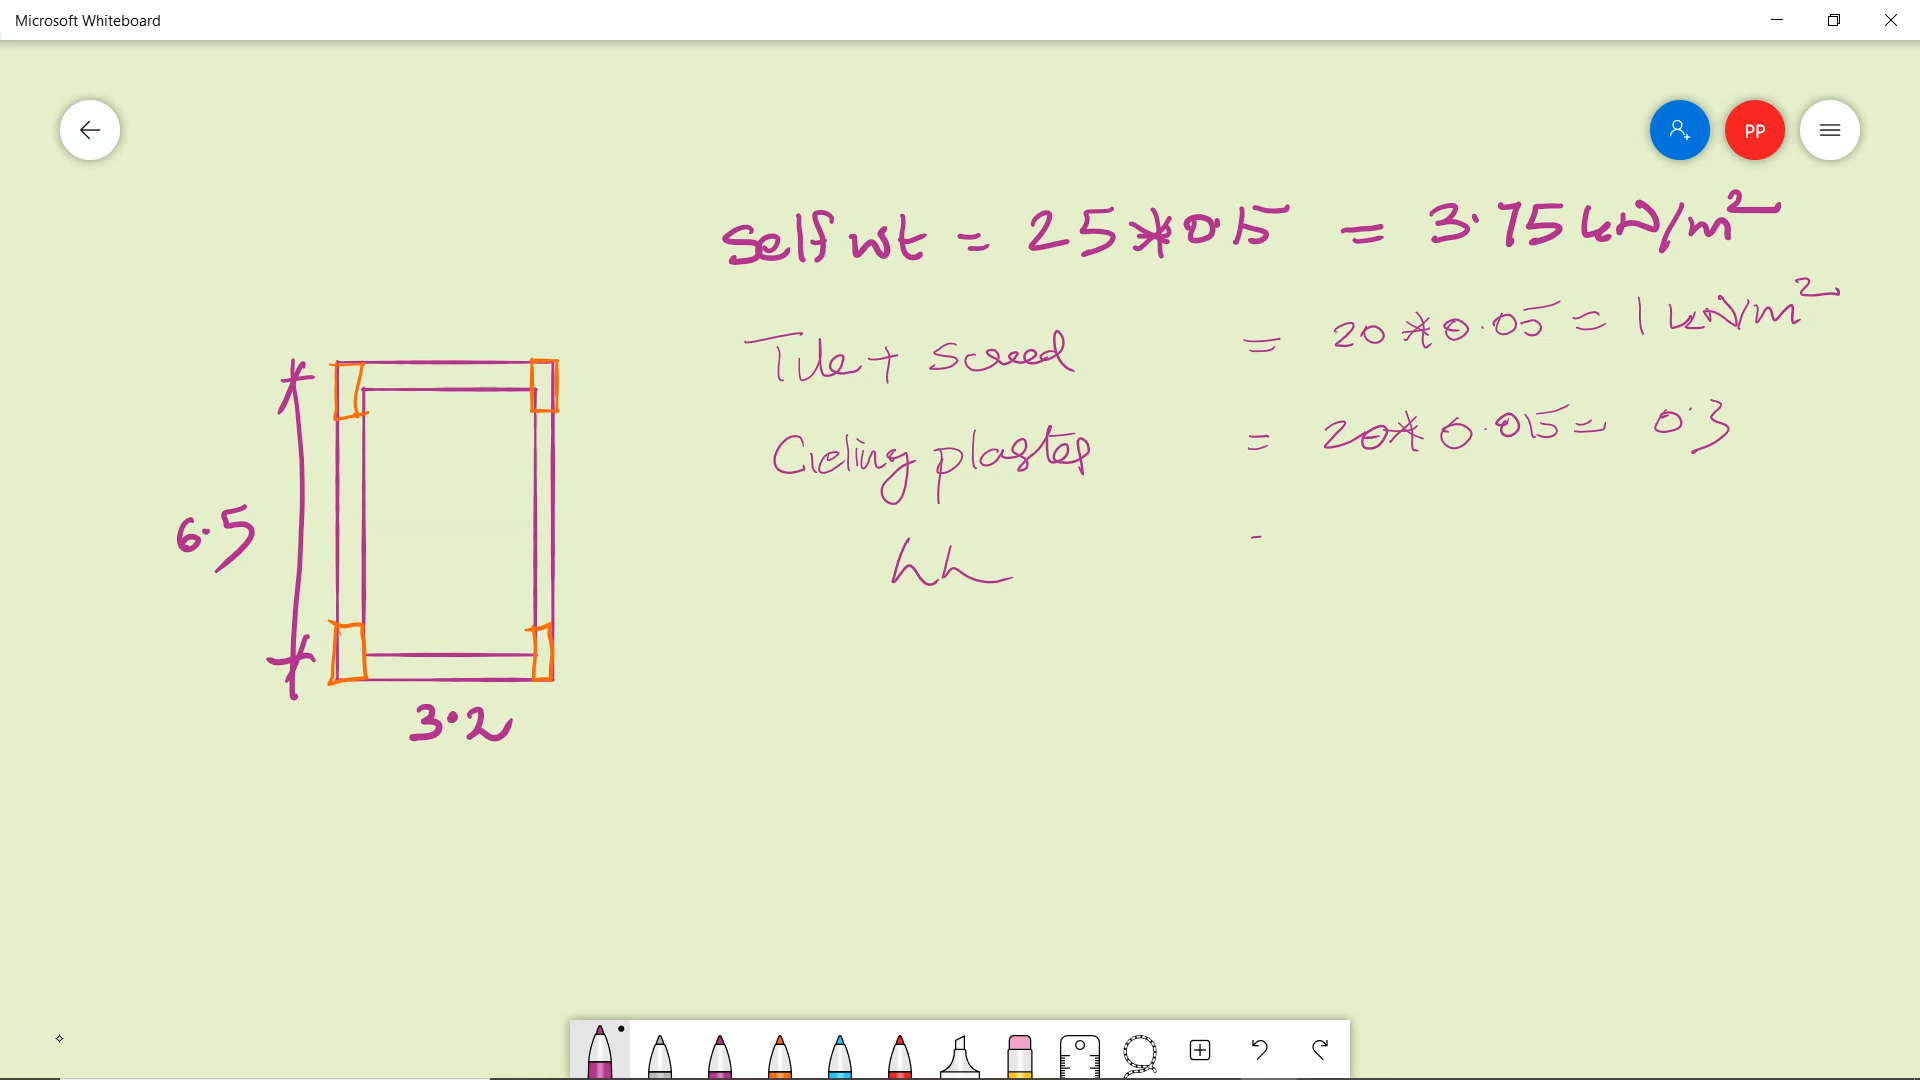 Microsoft Whiteboard
PP
self wt = 25*0.15 = 3.75 kN/m²
Tile + screed = 20*0.05 = 1 kN/m²
Cieling plaster = 20*0.015 = 0.3
6.5
3.2